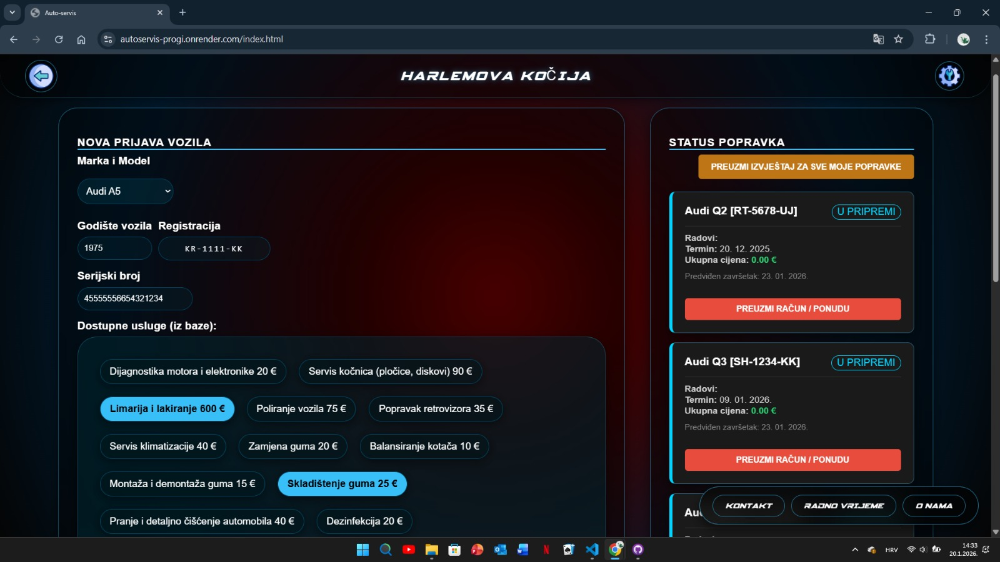 Auto-servis
autoservis-progi.onrender.com/index.html
HARLEMOVA KOČIJA
NOVA PRIJAVA VOZILA
Marka i Model
Audi A5
Godište vozila Registracija
1975 KR-1111-KK
Serijski broj
45555556654321234
Dostupne usluge (iz baze):
Dijagnostika motora i elektronike 20 € Servis kočnica (pločice, diskovi) 90 €
Limarija i lakiranje 600 € Poliranje vozila 75 € Popravak retrovizora 35 €
Servis klimatizacije 40 € Zamjena guma 20 € Balansiranje kotača 10 €
Montaža i demontaža guma 15 € Skladištenje guma 25 €
Pranje i detaljno čišćenje automobila 40 € Dezinfekcija 20 €
STATUS POPRAVKA
PREUZMI IZVJEŠTAJ ZA SVE MOJE POPRAVKE
Audi Q2 [RT-5678-UJ] U PRIPREMI
Radovi:
Termin: 20. 12. 2025.
Ukupna cijena: 0.00 €
Predviđen završetak: 23. 01. 2026.
PREUZMI RAČUN / PONUDU
Audi Q3 [SH-1234-KK] U PRIPREMI
Radovi:
Termin: 09. 01. 2026.
Ukupna cijena: 0.00 €
Predviđen završetak: 23. 01. 2026.
PREUZMI RAČUN / PONUDU
KONTAKT RADNO VRIJEME O NAMA
HRV
14:33
20.1.2026.